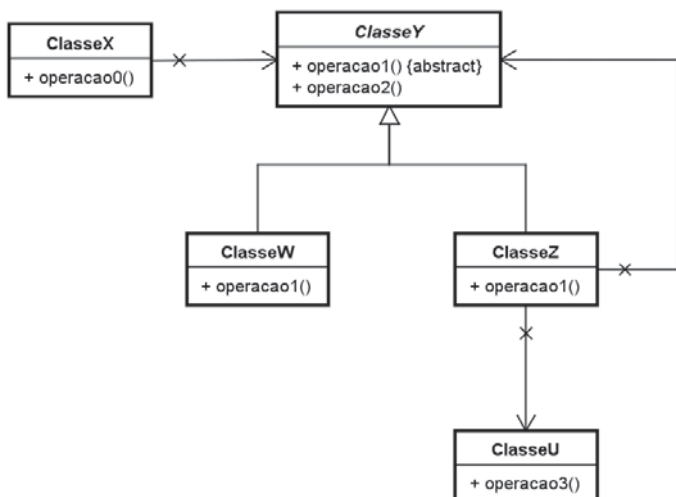 ClasseX
+ operacao0()
ClasseY
+ operacao1() {abstract}
+ operacao2()
ClasseW
+ operacao1()
ClasseZ
+ operacao1()
ClasseU
+ operacao3()